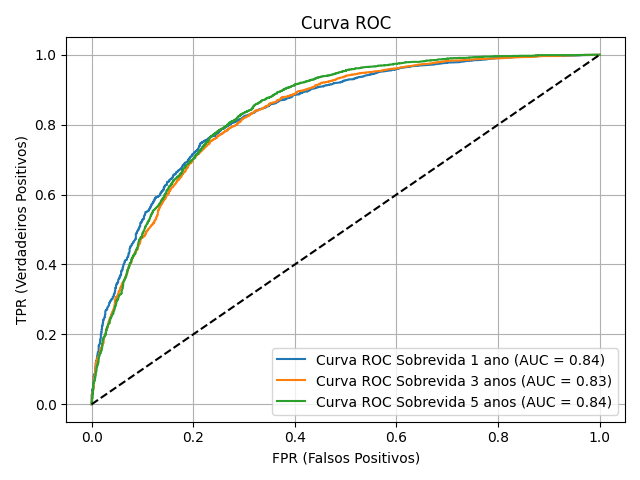 Curva ROC
TPR (Verdadeiros Positivos)
1.0
0.8
0.6
0.4
0.2
0.0
Curva ROC Sobrevida 1 ano (AUC = 0.84)
Curva ROC Sobrevida 3 anos (AUC = 0.83)
Curva ROC Sobrevida 5 anos (AUC = 0.84)
0.0 0.2 0.4 0.6 0.8 1.0
FPR (Falsos Positivos)